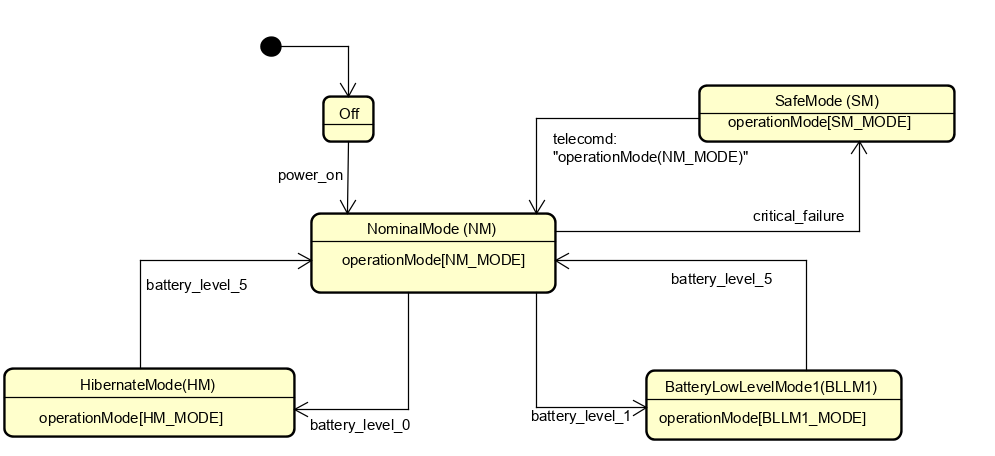 Off
SafeMode (SM)
operationMode[SM_MODE]
telecomd:
"operationMode(NM_MODE)"
power_on
critical_failure
NominalMode (NM)
operationMode[NM_MODE]
battery_level_5
battery_level_5
HibernateMode(HM)
operationMode[HM_MODE]
BatteryLowLevelMode1(BLLM1)
operationMode[BLLM1_MODE]
battery_level_0
battery_level_1